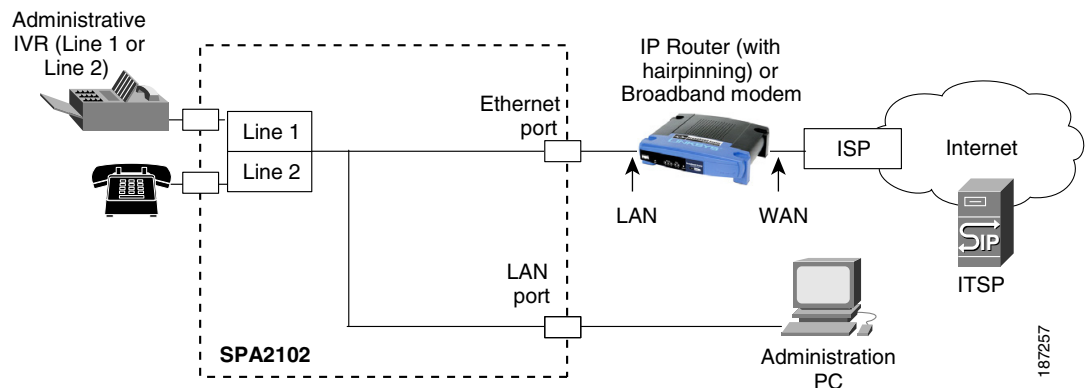 Administrative
IVR (Line 1 or
Line 2)
Line 1
Line 2
Ethernet
port
IP Router (with
hairpinning) or
Broadband modem
LAN
WAN
ISP
Internet
SIP
ITSP
LAN
port
SPA2102
Administration
PC
187257